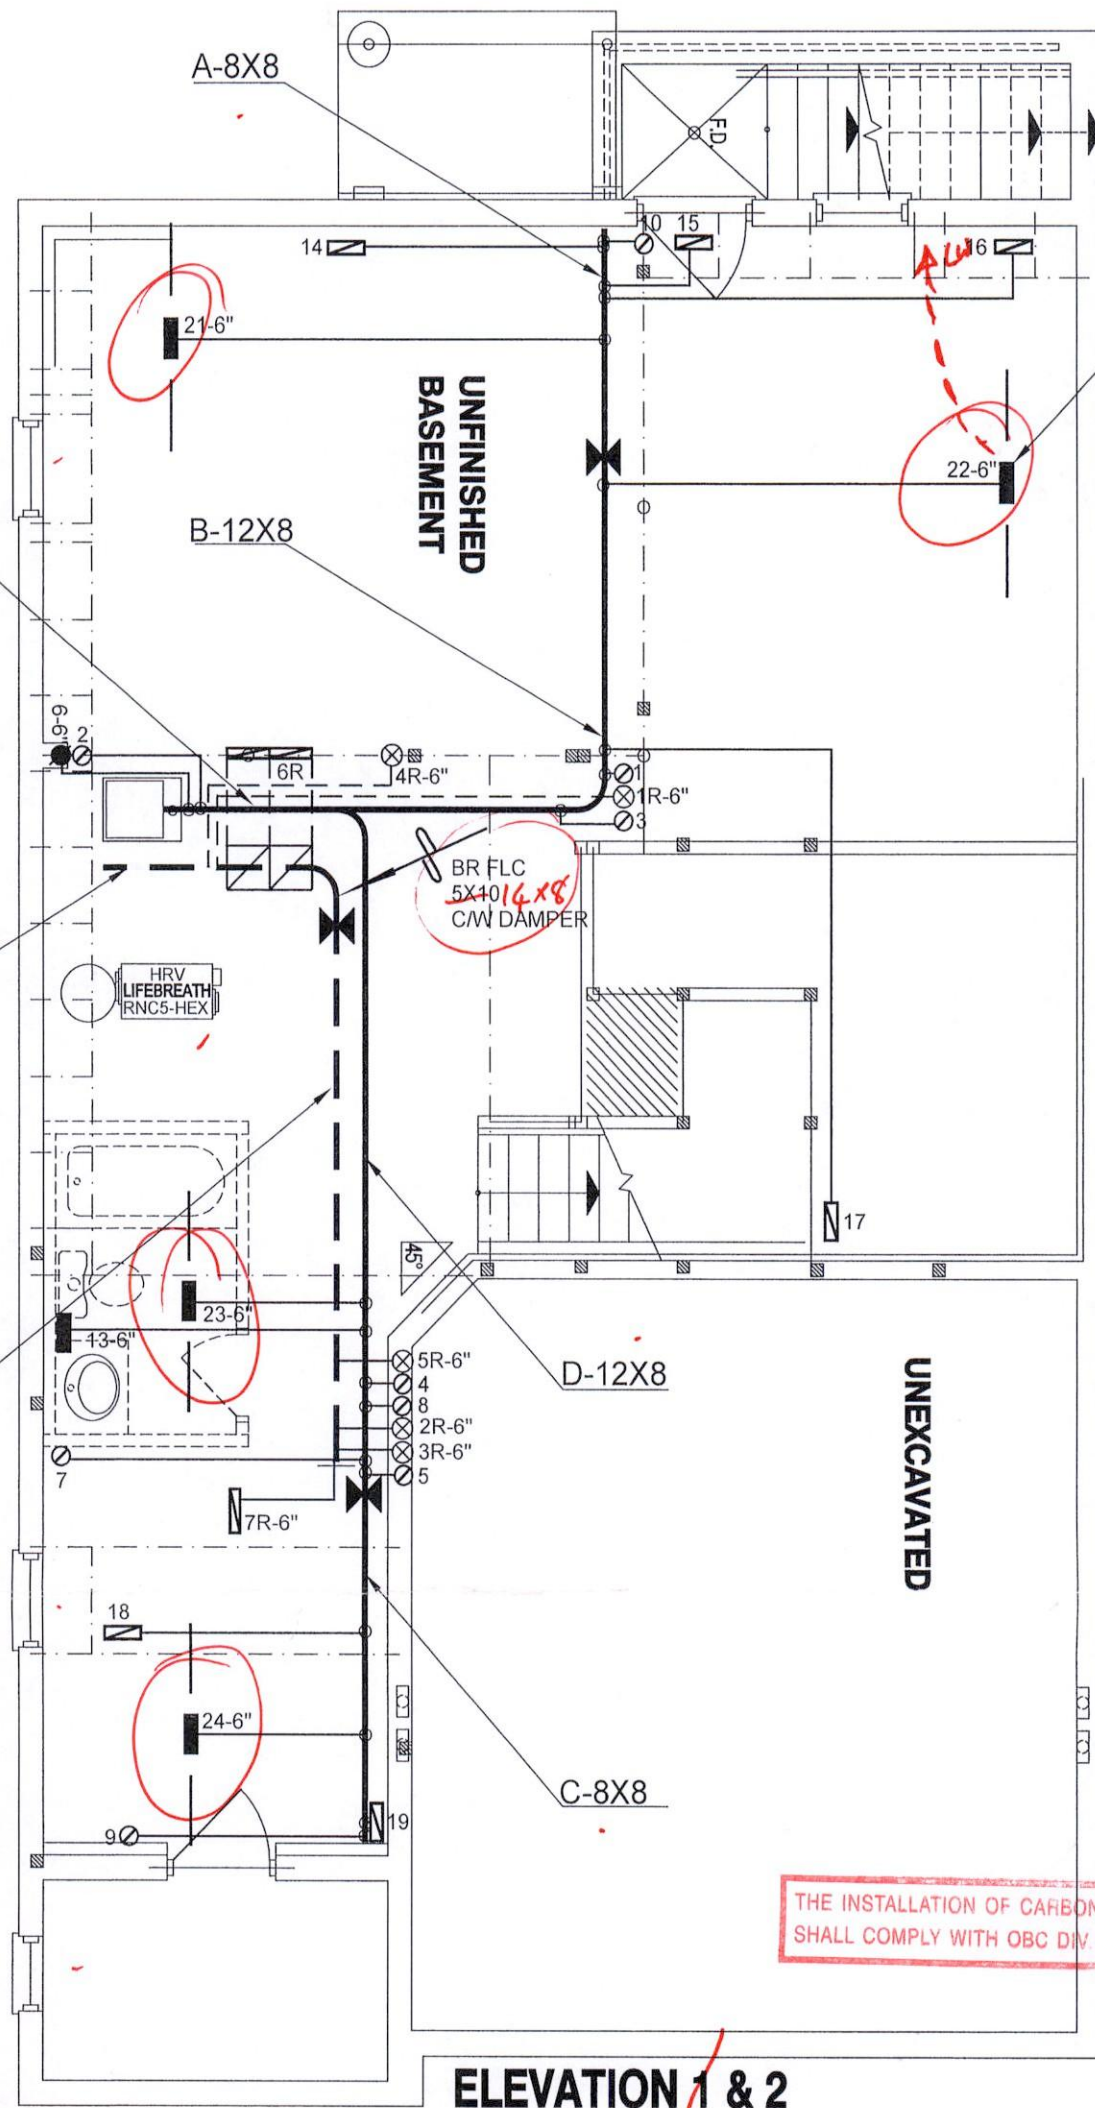 A-8X8
F.D.
10
15
14
16
LW
21-6"
22-6"
UNFINISHED
BASEMENT
B-12X8
6-6"
2
6R
4R-6"
1
1R-6"
3
BR FLC
5X10 14X8
C/W DAMPER
HRV
LIFEBREATH
RNC5-HEX
17
45°
23-6"
13-6"
5R-6"
4
8
2R-6"
3R-6"
5
D-12X8
7
7R-6"
UNEXCAVATED
18
24-6"
C-8X8
19
9
THE INSTALLATION OF CARBON
SHALL COMPLY WITH OBC DIV.
ELEVATION 1 & 2